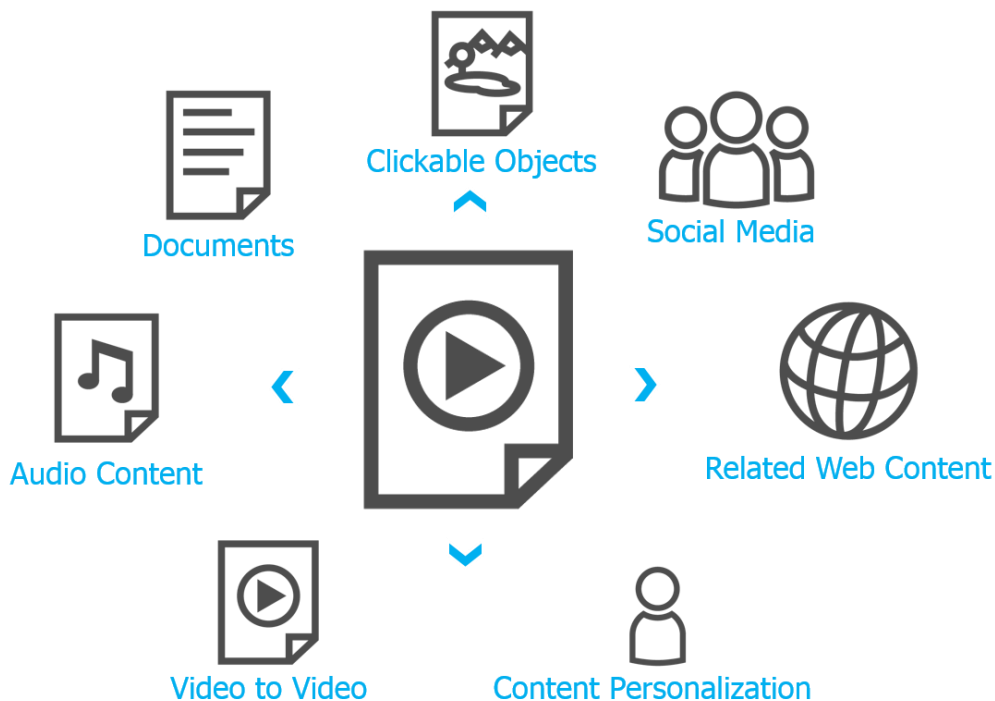 Clickable Objects
Social Media
Documents
Related Web Content
Audio Content
Video to Video
Content Personalization